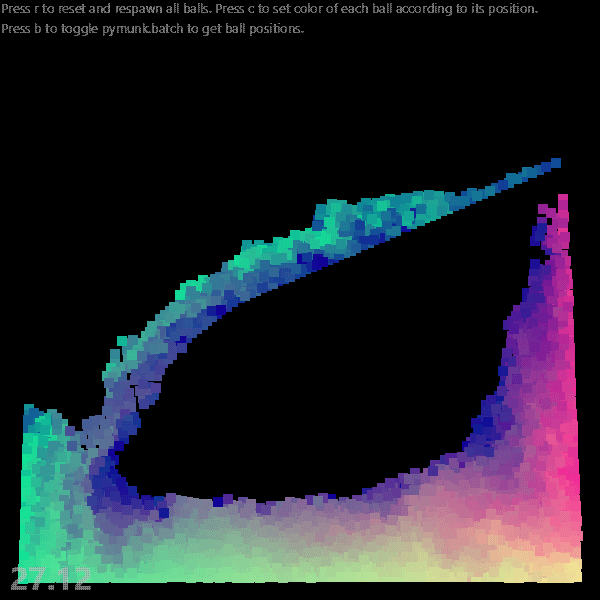 Press r to reset and respawn all balls. Press c to set color of each ball according to its position.
Press b to toggle pymunk.batch to get ball positions.
27.12